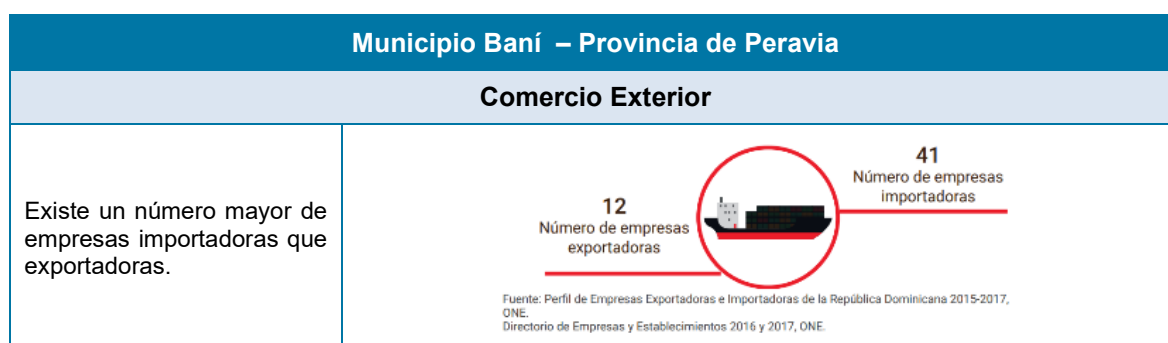 Municipio Baní – Provincia de Peravia
Comercio Exterior
Existe un número mayor de
empresas importadoras que
exportadoras.
12
Número de empresas
exportadoras
41
Número de empresas
importadoras
Fuente: Perfil de Empresas Exportadoras e Importadoras de la República Dominicana 2015-2017,
ONE.
Directorio de Empresas y Establecimientos 2016 y 2017, ONE.